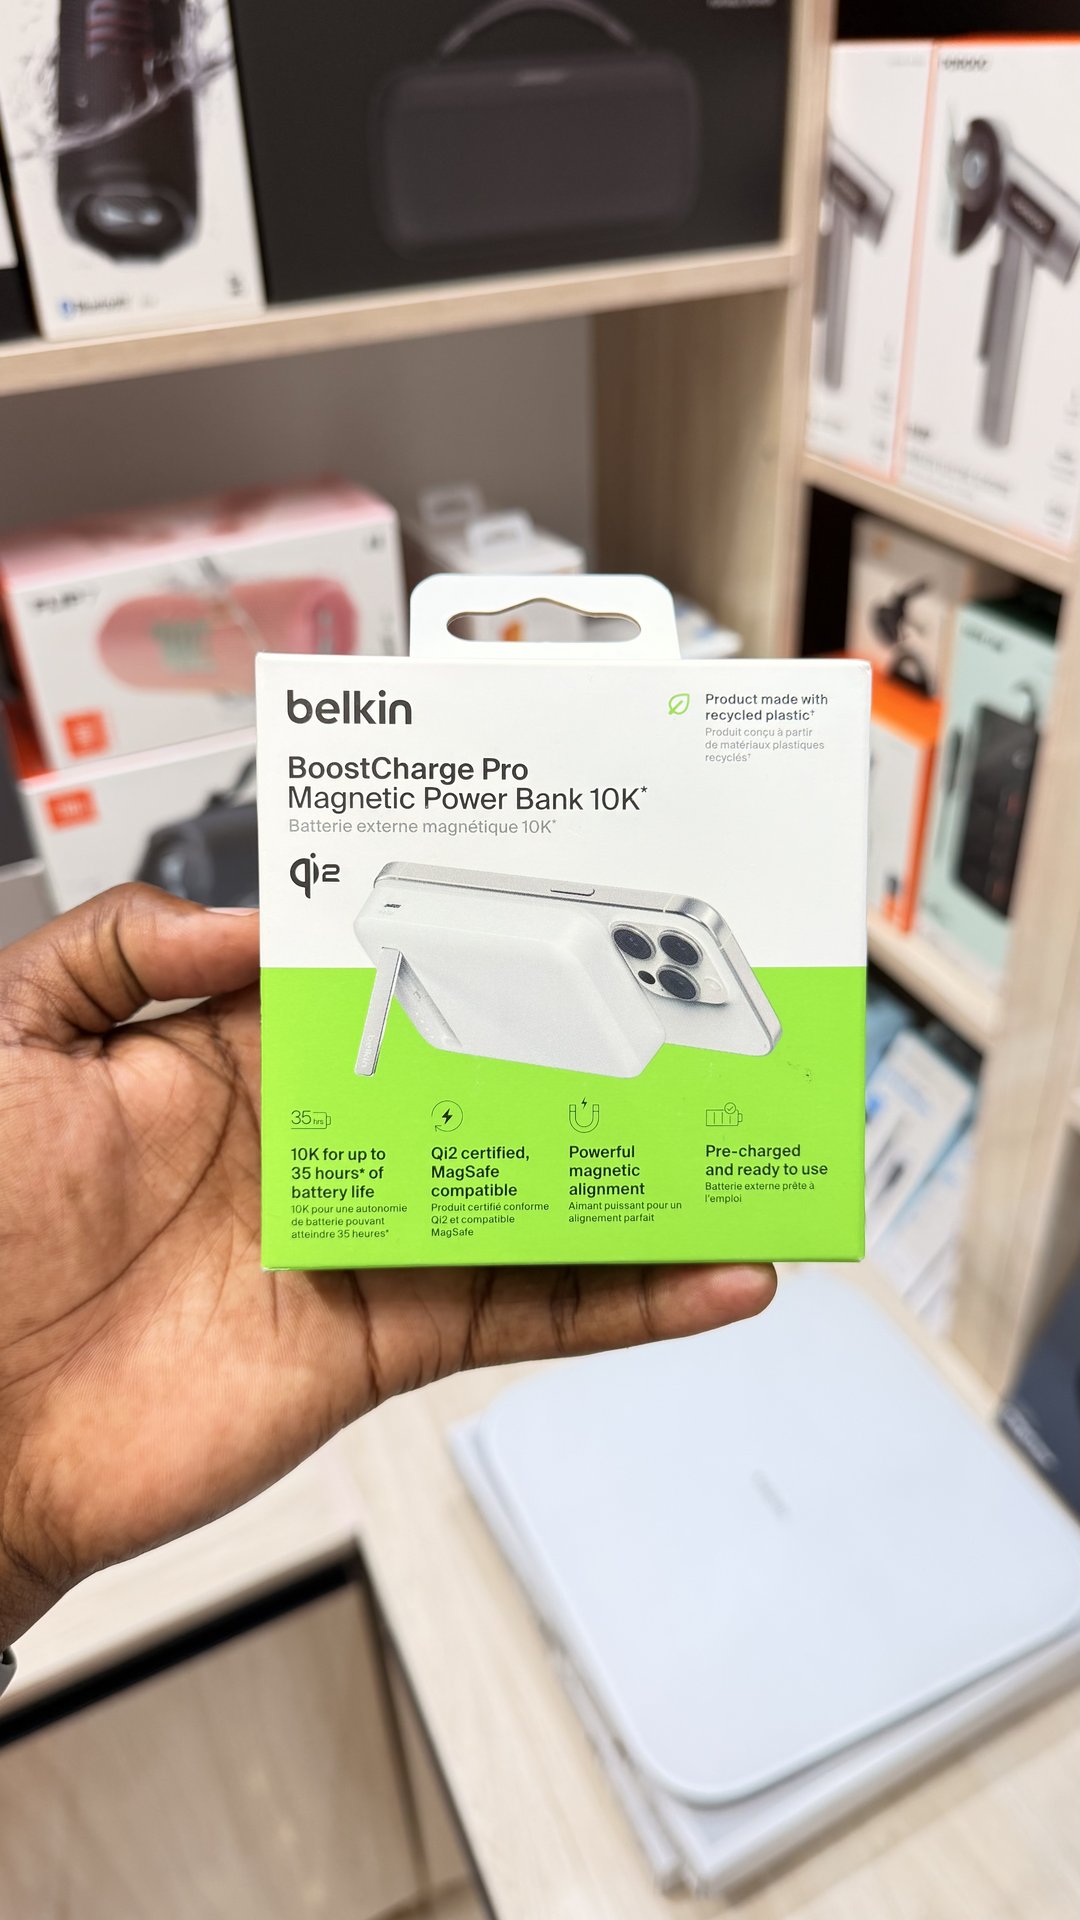 belkin
Product made with
recycled plastic†
Produit conçu à partir
de matériaux plastiques
recyclés†
BoostCharge Pro
Magnetic Power Bank 10K*
Batterie externe magnétique 10K*
qi2
35hrs
10K for up to
35 hours* of
battery life
10K pour une autonomie
de batterie pouvant
atteindre 35 heures*
Qi2 certified,
MagSafe
compatible
Produit certifié conforme
Qi2 et compatible
MagSafe
Powerful
magnetic
alignment
Aimant puissant pour un
alignement parfait
Pre-charged
and ready to use
Batterie externe prête à
l'emploi
Bluetooth
JBL